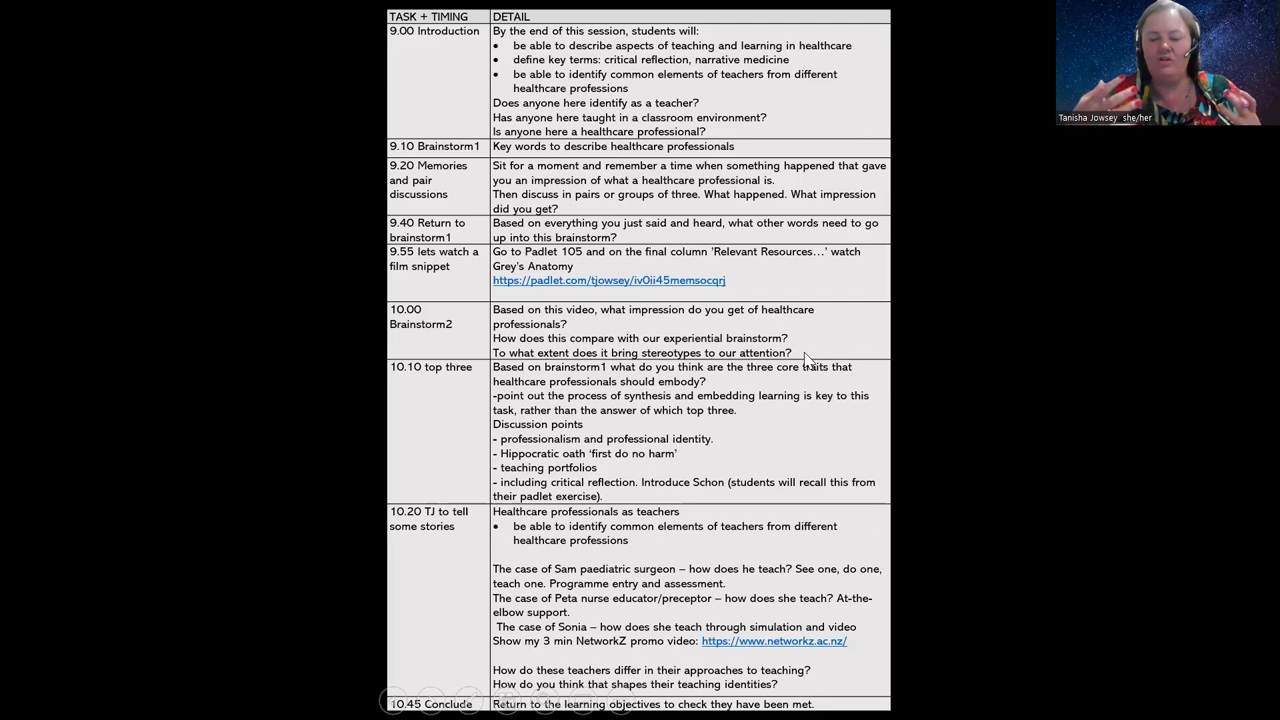 TASK + TIMING
DETAIL
9.00 Introduction
By the end of this session, students will:
• be able to describe aspects of teaching and learning in healthcare
• define key terms: critical reflection, narrative medicine
• be able to identify common elements of teachers from different
healthcare professions
Does anyone here identify as a teacher?
Has anyone here taught in a classroom environment?
Is anyone here a healthcare professional?
9.10 Brainstorm1
Key words to describe healthcare professionals
9.20 Memories
and pair
discussions
Sit for a moment and remember a time when something happened that gave
you an impression of what a healthcare professional is.
Then discuss in pairs or groups of three. What happened. What impression
did you get?
9.40 Return to
brainstorm1
Based on everything you just said and heard, what other words need to go
up into this brainstorm?
9.55 lets watch a
film snippet
Go to Padlet 105 and on the final column 'Relevant Resources…' watch
Grey's Anatomy
https://padlet.com/tjowsey/iv0ii45memsocqrj
10.00
Brainstorm2
Based on this video, what impression do you get of healthcare
professionals?
How does this compare with our experiential brainstorm?
To what extent does it bring stereotypes to our attention?
10.10 top three
Based on brainstorm1 what do you think are the three core traits that
healthcare professionals should embody?
-point out the process of synthesis and embedding learning is key to this
task, rather than the answer of which top three.
Discussion points
- professionalism and professional identity.
- Hippocratic oath 'first do no harm'
- teaching portfolios
- including critical reflection. Introduce Schon (students will recall this from
their padlet exercise).
10.20 TJ to tell
some stories
Healthcare professionals as teachers
• be able to identify common elements of teachers from different
healthcare professions
The case of Sam paediatric surgeon – how does he teach? See one, do one,
teach one. Programme entry and assessment.
The case of Peta nurse educator/preceptor – how does she teach? At-the-
elbow support.
The case of Sonia – how does she teach through simulation and video
Show my 3 min NetworkZ promo video: https://www.networkz.ac.nz/
How do these teachers differ in their approaches to teaching?
How do you think that shapes their teaching identities?
10.45 Conclude
Return to the learning objectives to check they have been met.
Tanisha Jowsey she/her